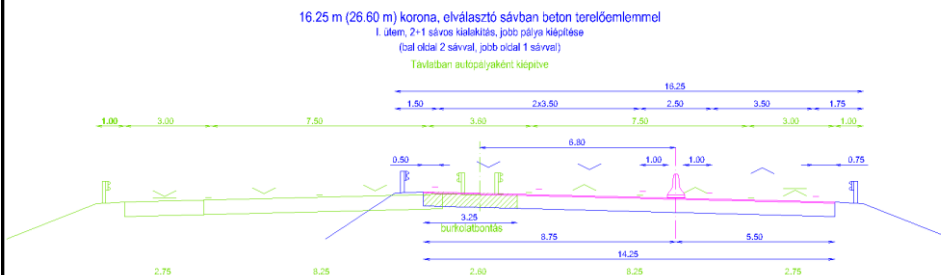 16.25 m (26.60 m) korona, elválasztó sávban beton terelőemlemmel
I. ütem, 2+1 sávos kialakítás, jobb pálya kiépítése
(bal oldal 2 sávval, jobb oldal 1 sávval)
Távlatban autópályaként kiépítve
16.25
1.50 2x3.50 2.50 3.50 1.75
1.00 3.00 7.50 3.60 7.50 3.00 1.00
6.80
0.50 1.00 1.00 0.75
3.25
burkolatbontás
8.75 5.50
14.25
2.75 8.25 2.60 8.25 2.75